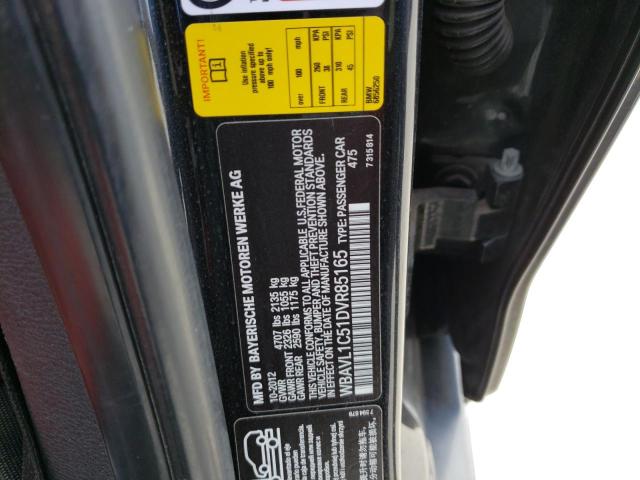 IMPORTANT!
Use inflation
pressure specified
above up to
100 mph only!
mph KPA PSI KPA PSI
over 100 260 38 310 45
FRONT REAR
BMW
6856250
MFD BY BAYERISCHE MOTOREN WERKE AG
10-2012
GVWR 4707 lbs 2135 kg
GAWR FRONT 2326 lbs 1055 kg
GAWR REAR 2590 lbs 1175 kg
THIS VEHICLE CONFORMS TO ALL APPLICABLE U.S. FEDERAL MOTOR
VEHICLE SAFETY, BUMPER AND THEFT PREVENTION STANDARDS
IN EFFECT ON THE DATE OF MANUFACTURE SHOWN ABOVE.
WBAVL1C51DVR85165 TYPE: PASSENGER CAR
475
7315814